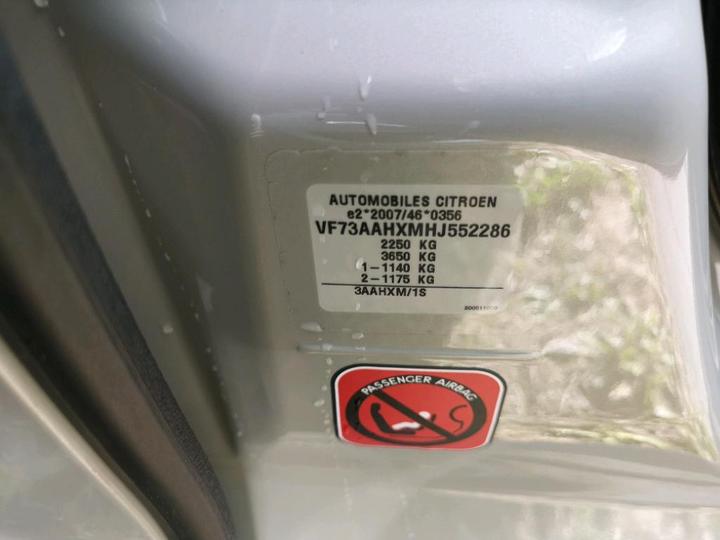 AUTOMOBILES CITROEN
e2*2007/46*0356
VF73AAHXMHJ552286
2250 KG
3650 KG
1-1140 KG
2-1175 KG
3AAHXM/1S
PASSENGER AIRBAG